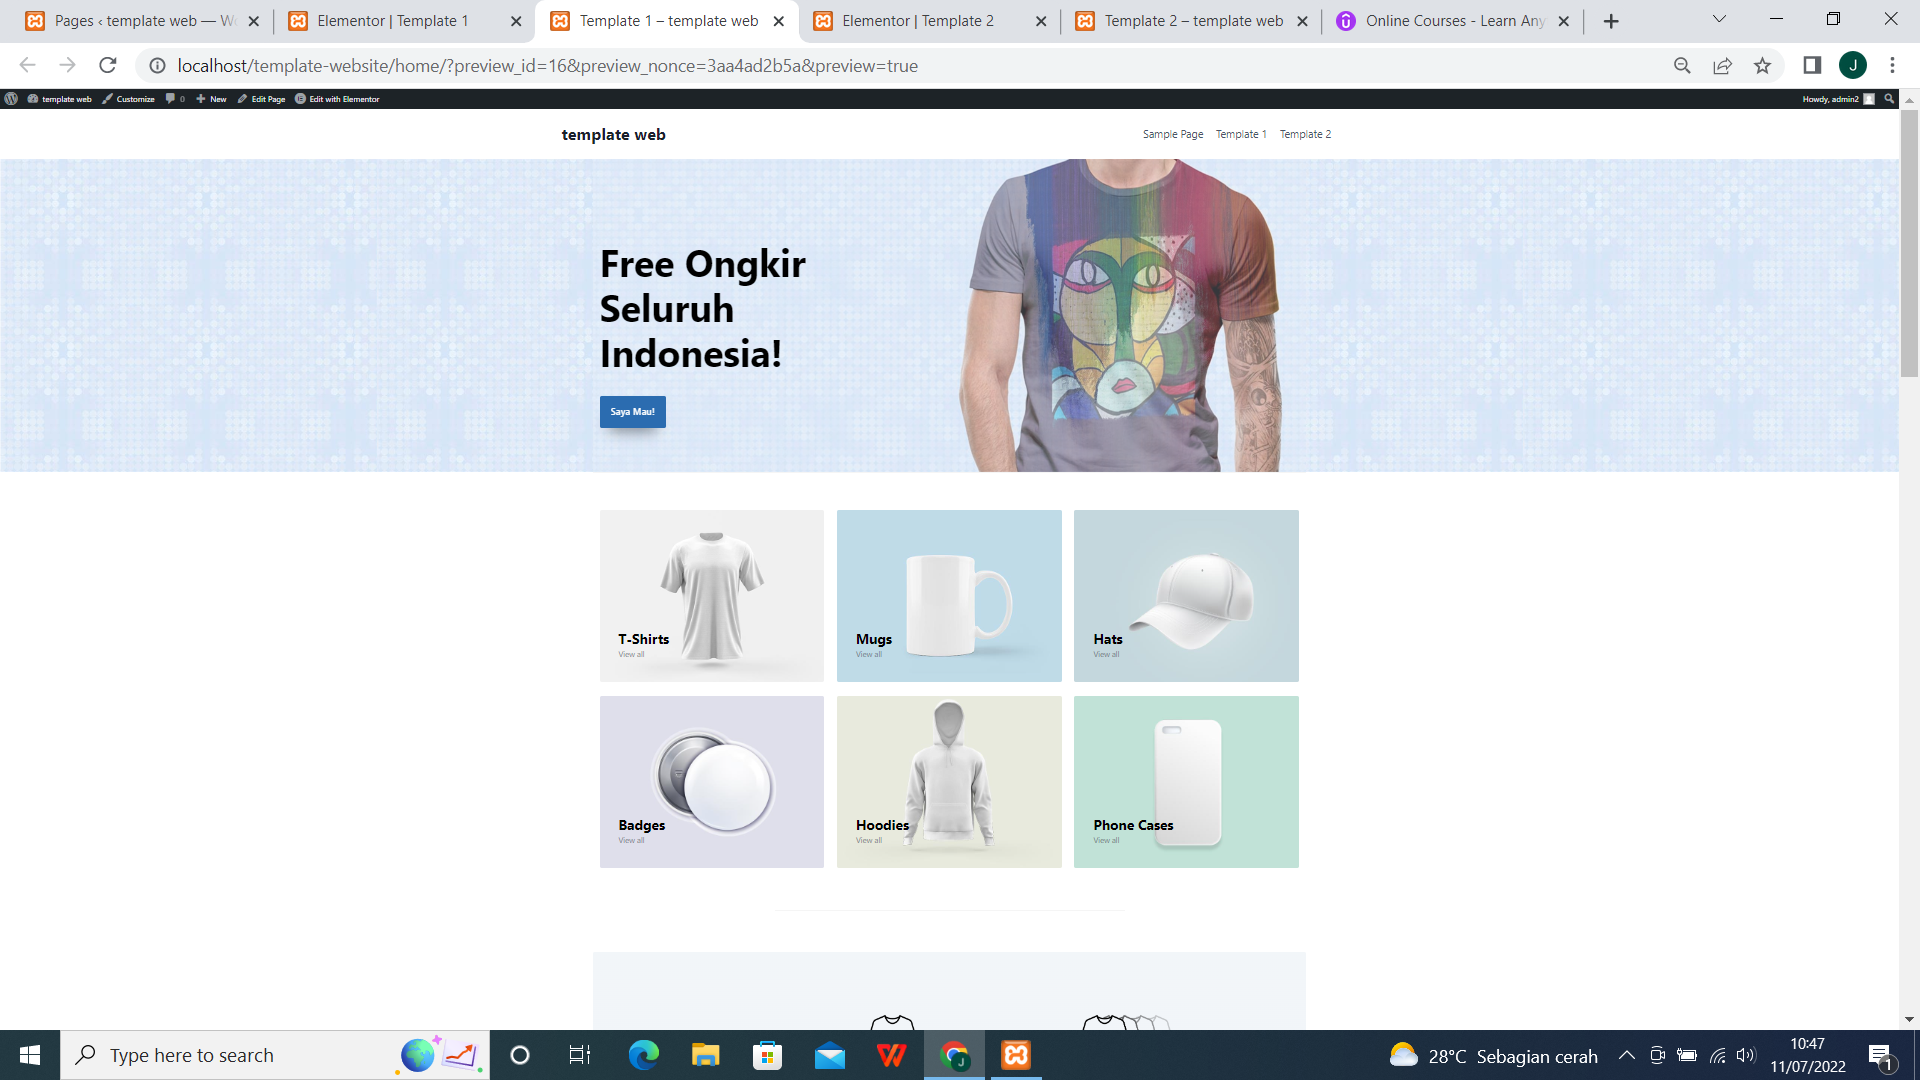 Pages ‹ template web — W
Elementor | Template 1
Template 1 – template web
Elementor | Template 2
Template 2 – template web
Online Courses - Learn Any
localhost/template-website/home/?preview_id=16&preview_nonce=3aa4ad2b5a&preview=true
J
template web
Customize
0
New
Edit Page
Edit with Elementor
Howdy, admin2
template web
Sample Page
Template 1
Template 2
Free Ongkir
Seluruh
Indonesia!
Saya Mau!
T-Shirts
View all
Mugs
View all
Hats
View all
Badges
View all
Hoodies
View all
Phone Cases
View all
Type here to search
28°C Sebagian cerah
10:47
11/07/2022
1